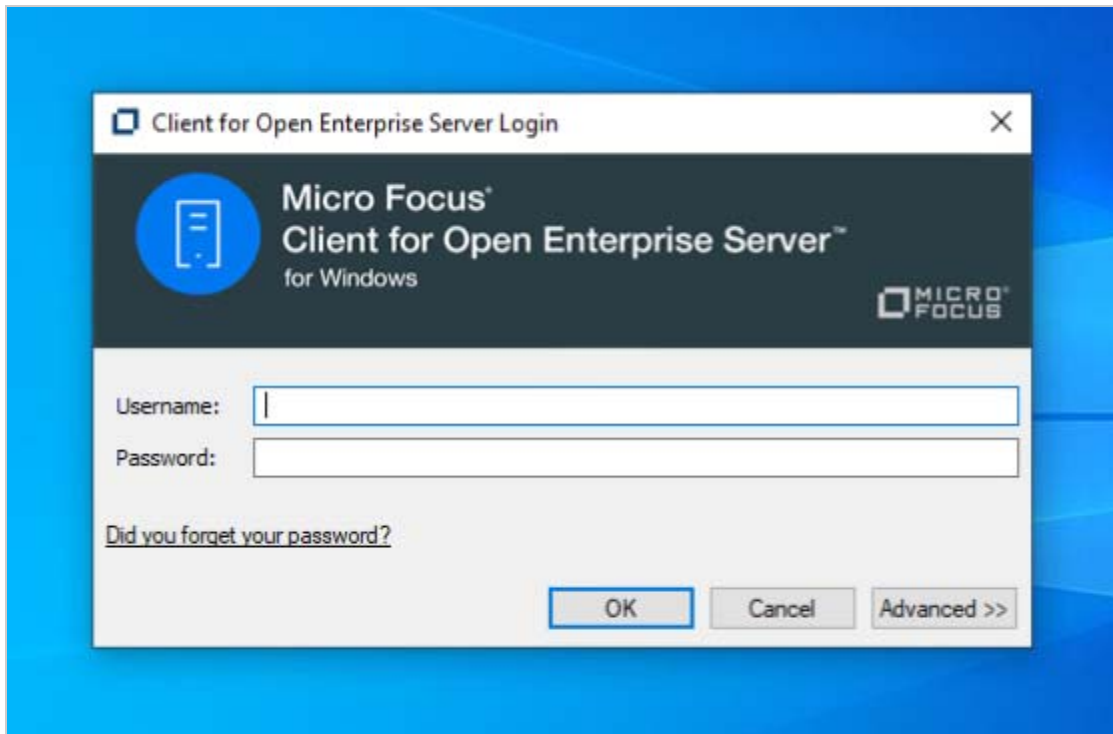 Client for Open Enterprise Server Login
Micro Focus®
Client for Open Enterprise Server™
for Windows
MICRO®
FOCUS
Username:
Password:
Did you forget your password?
OK Cancel Advanced >>